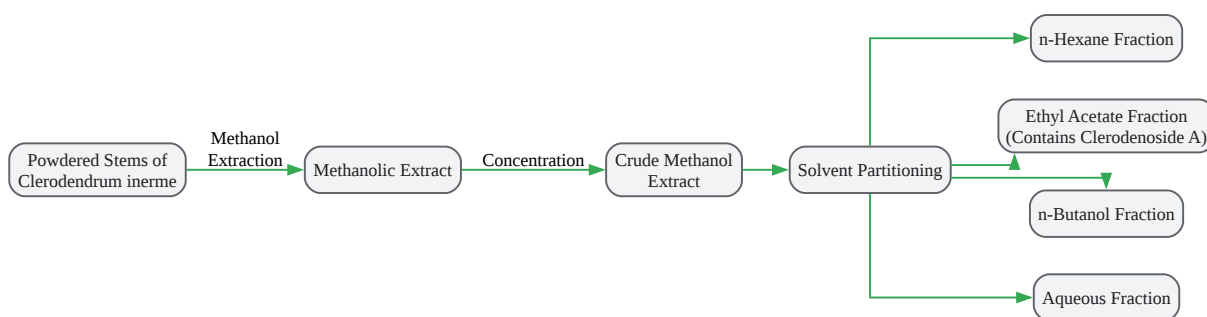 Powdered Stems of
Clerodendrum inerme
Methanol
Extraction
Methanolic Extract
Concentration
Crude Methanol
Extract
Solvent Partitioning
n-Hexane Fraction
Ethyl Acetate Fraction
(Contains Clerodenoside A)
n-Butanol Fraction
Aqueous Fraction